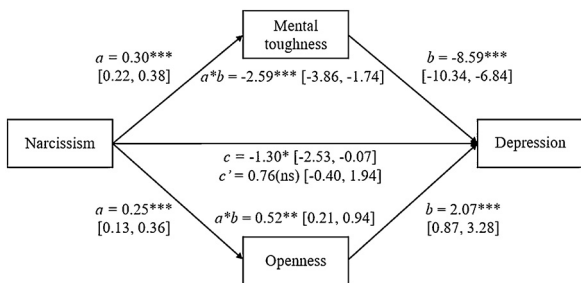 Mental
toughness
a = 0.30***
[0.22, 0.38]
a*b = -2.59*** [-3.86, -1.74]
b = -8.59***
[-10.34, -6.84]
Narcissism
Depression
c = -1.30* [-2.53, -0.07]
c' = 0.76(ns) [-0.40, 1.94]
a = 0.25***
[0.13, 0.36]
a*b = 0.52** [0.21, 0.94]
b = 2.07***
[0.87, 3.28]
Openness